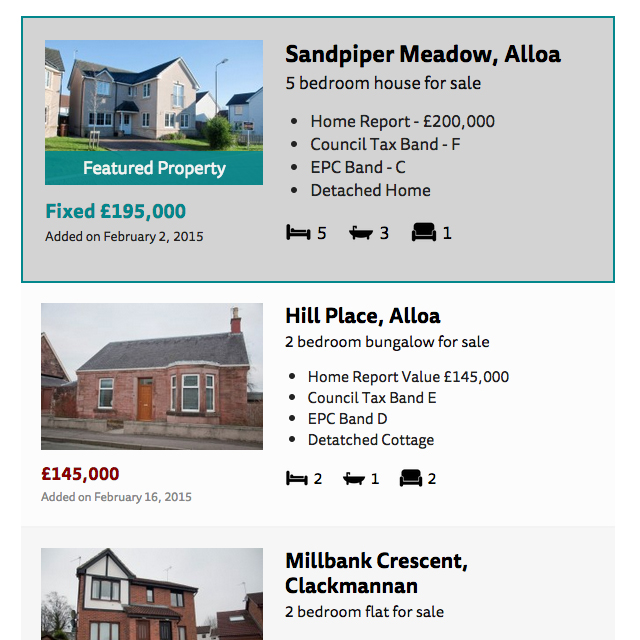 Sandpiper Meadow, Alloa
5 bedroom house for sale
Home Report - £200,000
Council Tax Band - F
EPC Band - C
Detached Home
5 3 1
Featured Property
Fixed £195,000
Added on February 2, 2015
Hill Place, Alloa
2 bedroom bungalow for sale
Home Report Value £145,000
Council Tax Band E
EPC Band D
Detatched Cottage
2 1 2
£145,000
Added on February 16, 2015
Millbank Crescent,
Clackmannan
2 bedroom flat for sale